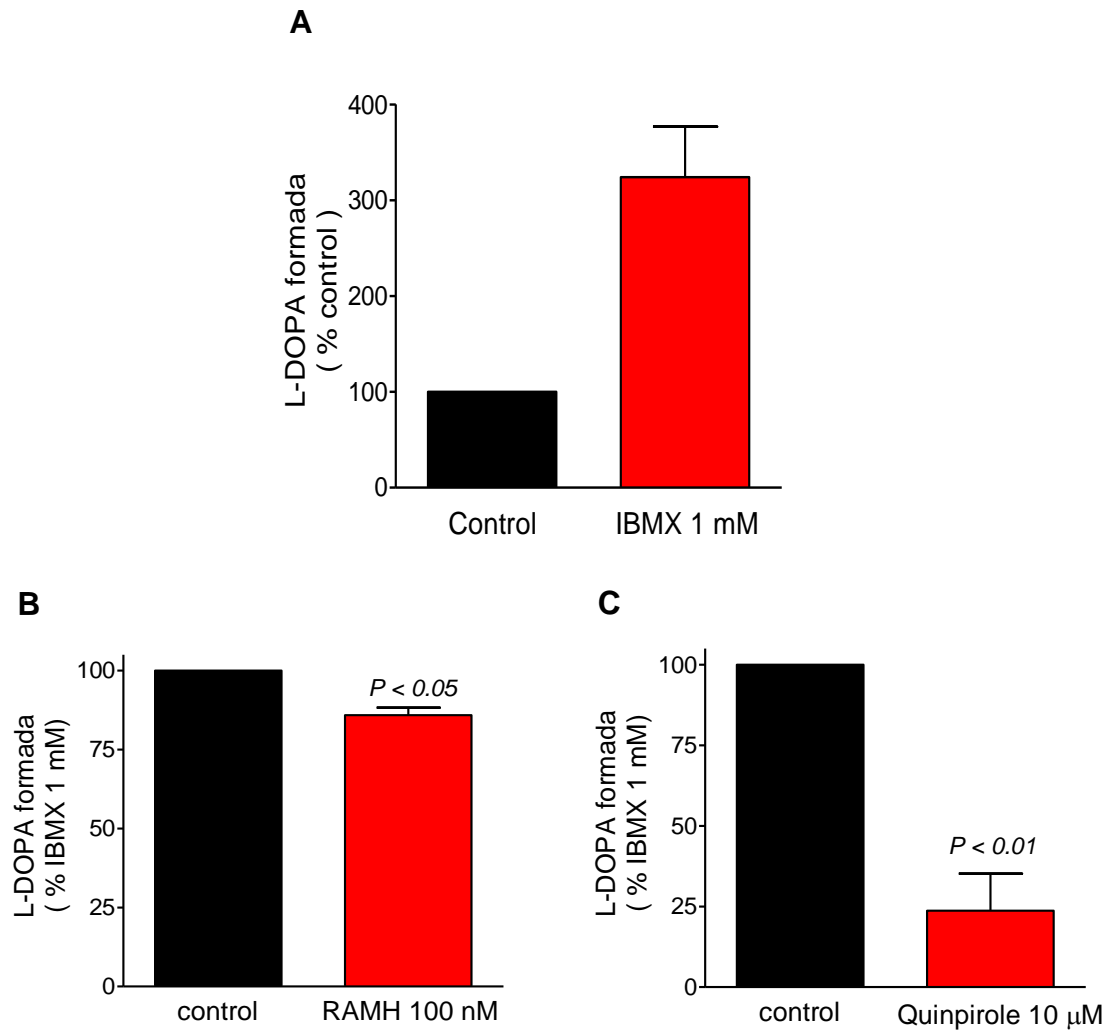 A
L-DOPA formada
( % control )
400
300
200
100
0
Control
IBMX 1 mM
B
L-DOPA formada
( % IBMX 1 mM)
100
75
50
25
0
P < 0.05
control
RAMH 100 nM
C
L-DOPA formada
( % IBMX 1 mM)
100
75
50
25
0
P < 0.01
control
Quinpirole 10 μM